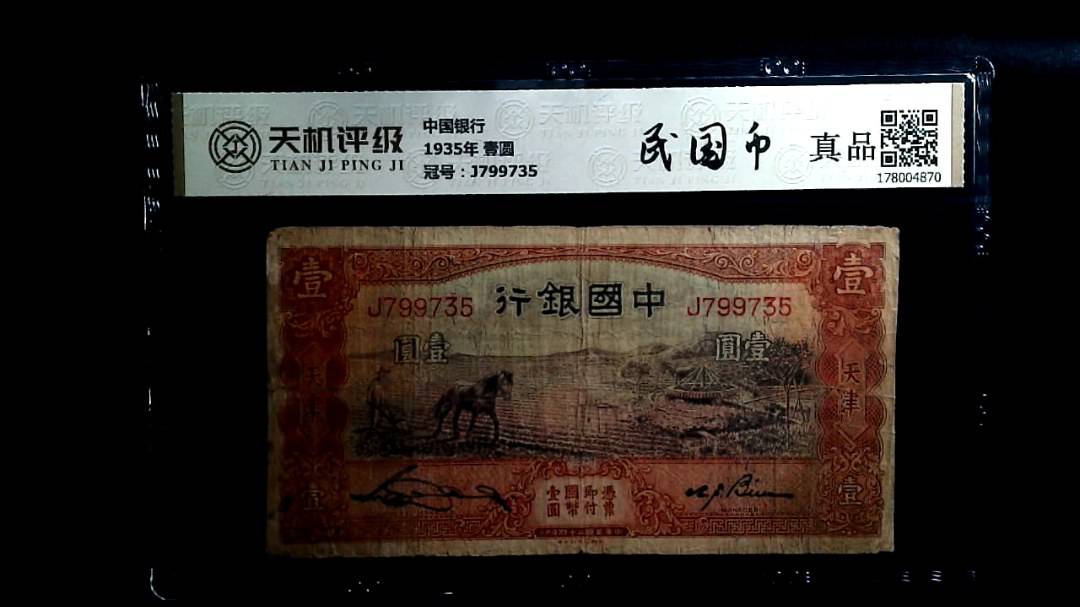 天机评级
TIAN JI PING JI
中国银行
1935年 壹圆
冠号：J799735
民国币
真品
178004870
壹
壹
J799735
行銀國中
J799735
圓壹
圓壹
天津
天津
憑票即付國幣壹圓
壹
壹